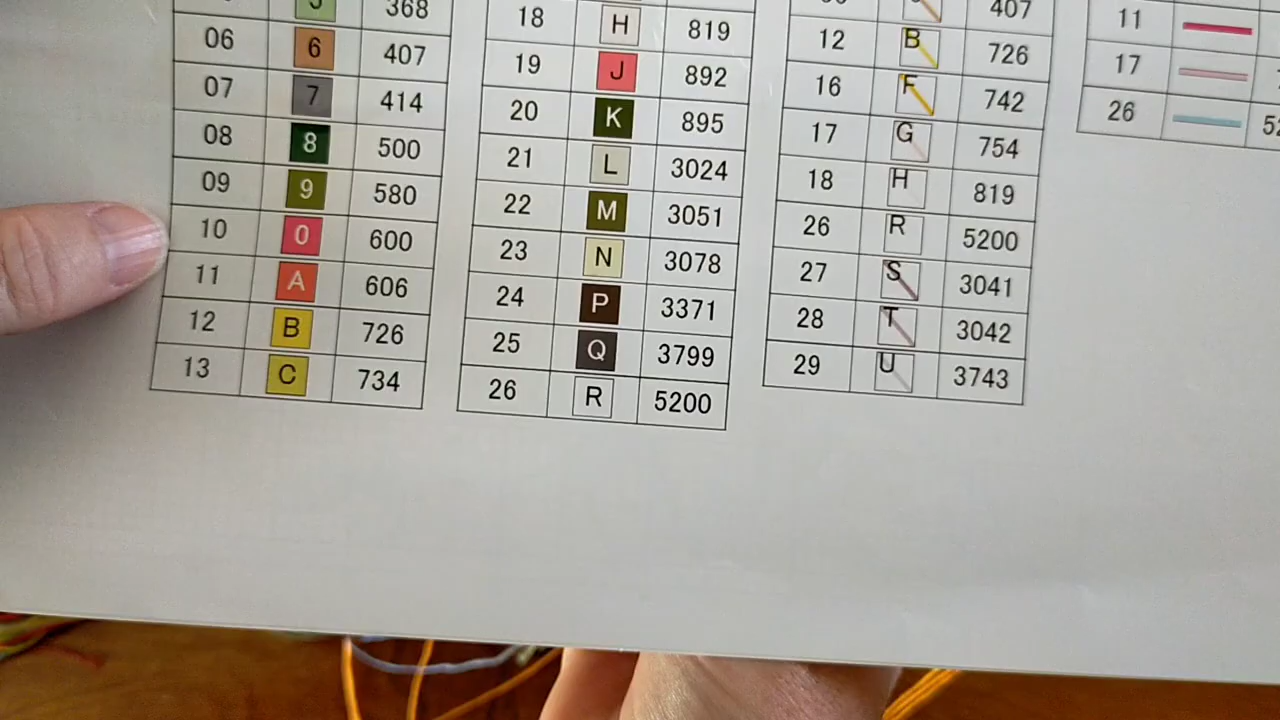 368
06 6 407
07 7 414
08 8 500
09 9 580
10 0 600
11 A 606
12 B 726
13 C 734
18 H 819
19 J 892
20 K 895
21 L 3024
22 M 3051
23 N 3078
24 P 3371
25 Q 3799
26 R 5200
407
12 B 726
16 F 742
17 G 754
18 H 819
26 R 5200
27 S 3041
28 T 3042
29 U 3743
11
17
26